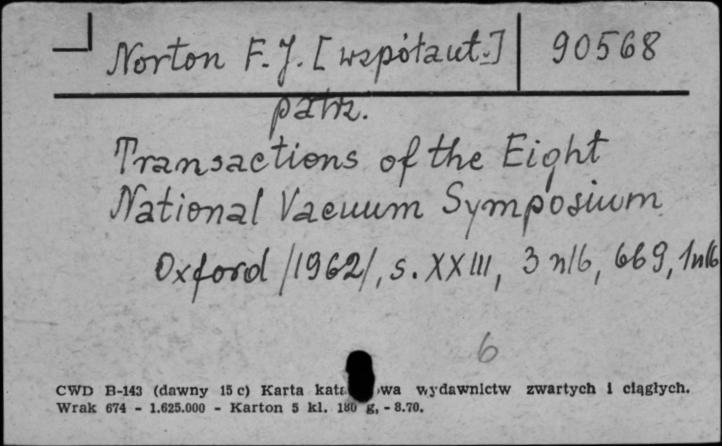 Norton F. J. [współaut.] 90568
patrz.
Transactions of the Eight
National Vacuum Symposium
Oxford /1962/, s. XXIII, 3 nlb, 669, 1nlb
6
CWD B-143 (dawny 15 c) Karta kata wa wydawnictw zwartych i ciągłych.
Wrak 674 - 1.625.000 - Karton 5 kl. 180 g, - 8.70.